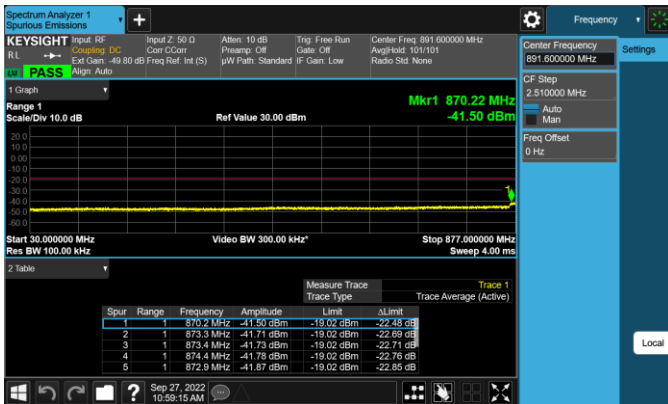 Spectrum Analyzer 1
Spurious Emissions
Frequency
KEYSIGHT
Input: RF
Input Z: 50 Ω
Atten: 10 dB
Trig: Free Run
Center Freq: 891.600000 MHz
RL
Coupling: DC
Corr CCorr
Preamp: Off
Gate: Off
Avg|Hold: 101/101
Ext Gain: -49.80 dB
Freq Ref: Int (S)
µW Path: Standard
IF Gain: Low
Radio Std: None
PASS
Align: Auto
Center Frequency
891.600000 MHz
Settings
CF Step
2.510000 MHz
Auto
Man
Freq Offset
0 Hz
Local
1 Graph
Range 1
Scale/Div 10.0 dB
Ref Value 30.00 dBm
Mkr1 870.22 MHz
-41.50 dBm
20.0
10.0
0.00
-10.0
-20.0
-30.0
-40.0
-50.0
-60.0
1
Start 30.000000 MHz
Video BW 300.00 kHz*
Stop 877.000000 MHz
Res BW 100.00 kHz
Sweep 4.00 ms
2 Table
Measure Trace Trace 1
Trace Type Trace Average (Active)
Spur Range Frequency Amplitude Limit ΔLimit
1 1 870.2 MHz -41.50 dBm -19.02 dBm -22.48 dB
2 1 873.3 MHz -41.71 dBm -19.02 dBm -22.69 dB
3 1 873.4 MHz -41.73 dBm -19.02 dBm -22.71 dB
4 1 874.4 MHz -41.78 dBm -19.02 dBm -22.76 dB
5 1 872.9 MHz -41.87 dBm -19.02 dBm -22.85 dB
?
Sep 27, 2022
10:59:15 AM